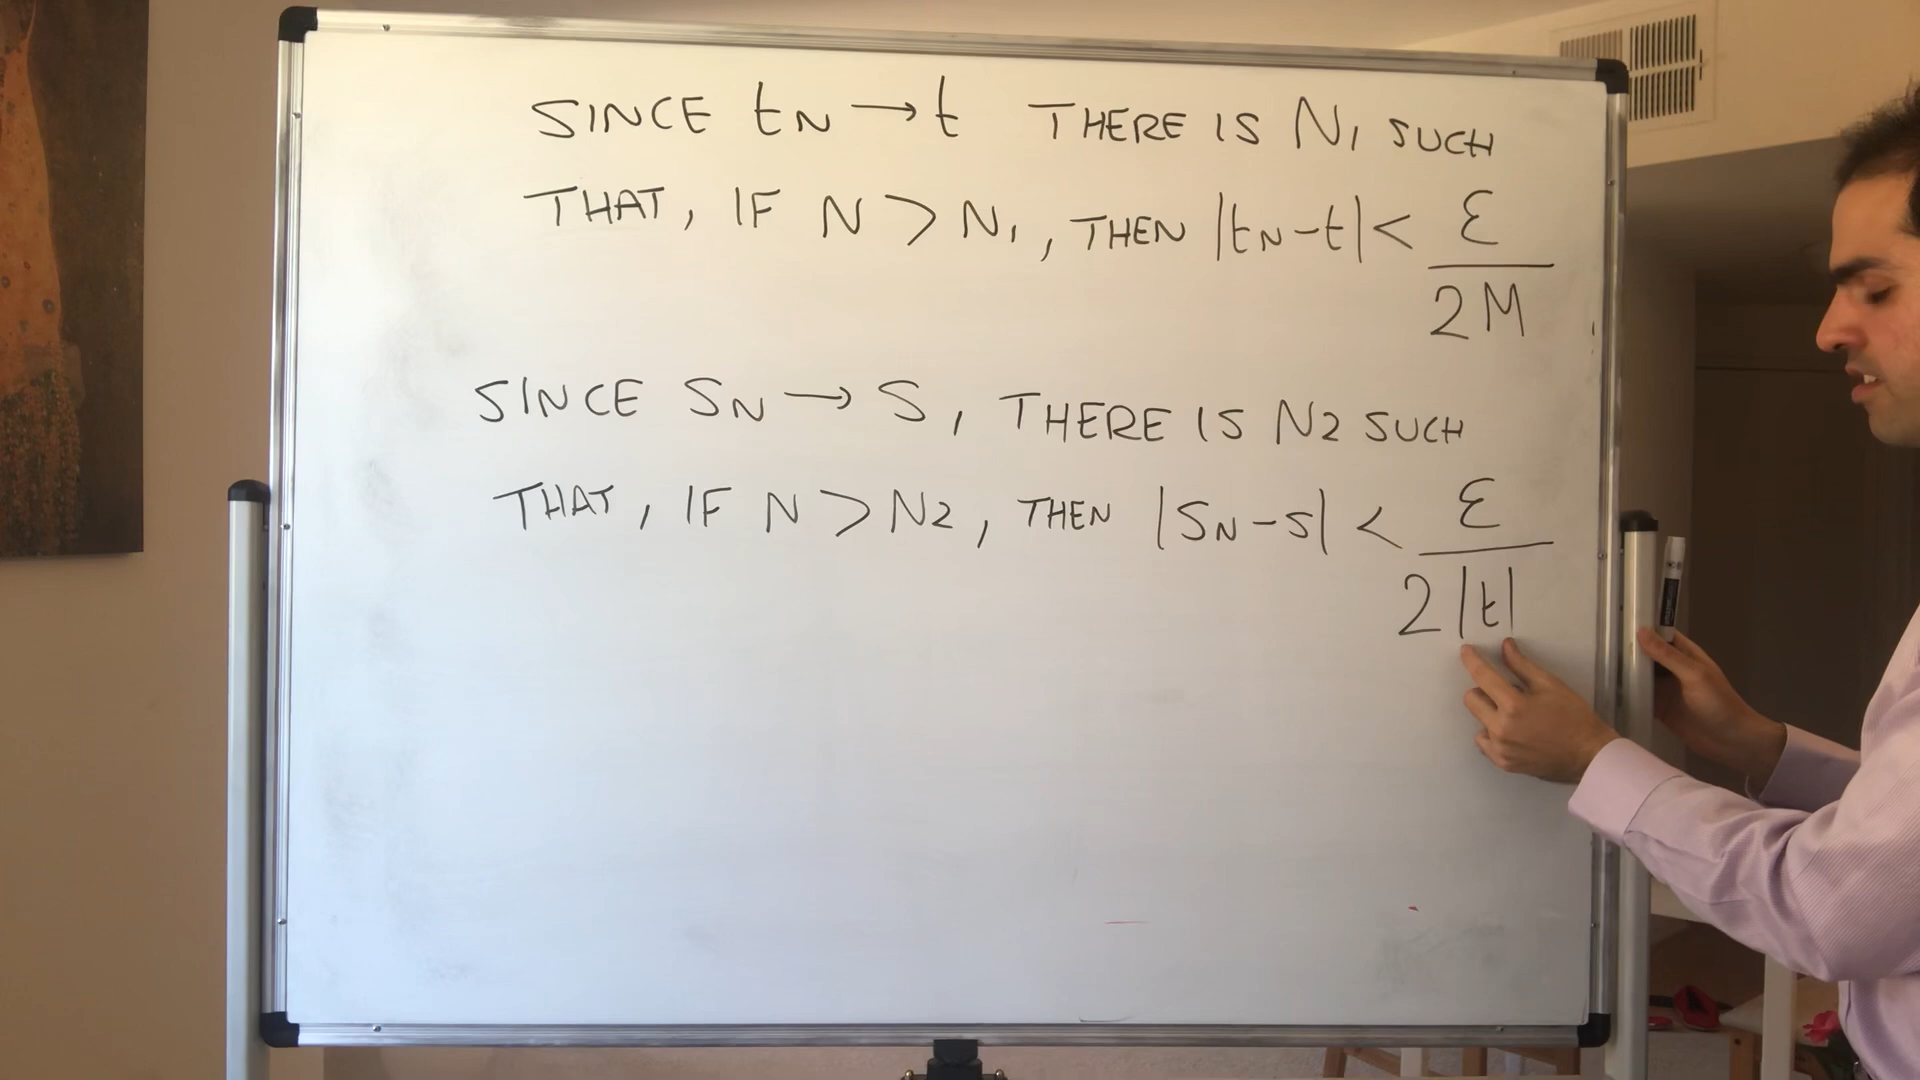 SINCE tN → t THERE IS N1 SUCH
THAT, IF N > N1, THEN |tN - t| < ε
2M
SINCE SN → S, THERE IS N2 SUCH
THAT, IF N > N2, THEN |SN - S| < ε
2|t|